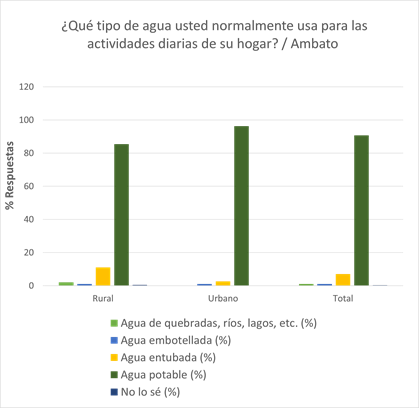 ¿Qué tipo de agua usted normalmente usa para las
actividades diarias de su hogar? / Ambato
% Respuestas
120
100
80
60
40
20
0
Rural
Urbano
Total
Agua de quebradas, ríos, lagos, etc. (%)
Agua embotellada (%)
Agua entubada (%)
Agua potable (%)
No lo sé (%)